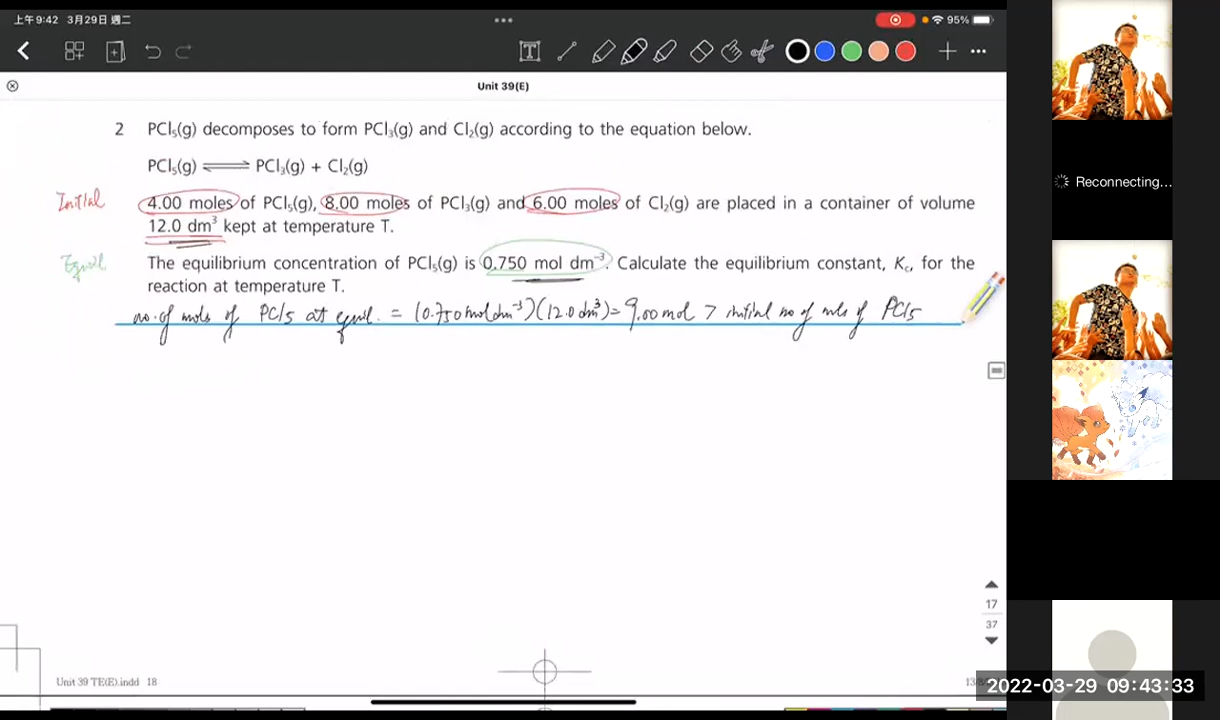 上午9:42 3月29日 週二
95%
Unit 39(E)
2 PCl₅(g) decomposes to form PCl₃(g) and Cl₂(g) according to the equation below.
PCl₅(g) ⇌ PCl₃(g) + Cl₂(g)
Initial 4.00 moles of PCl₅(g), 8.00 moles of PCl₃(g) and 6.00 moles of Cl₂(g) are placed in a container of volume
12.0 dm³ kept at temperature T.
Equil. The equilibrium concentration of PCl₅(g) is 0.750 mol dm⁻³. Calculate the equilibrium constant, Kc, for the
reaction at temperature T.
no. of mols of PCl5 at equil. = (0.750 mol dm⁻³)(12.0 dm³) = 9.00 mol > initial no of mls of PCl5
Reconnecting...
17
37
Unit 39 TE(E).indd 18
2022-03-29 09:43:33